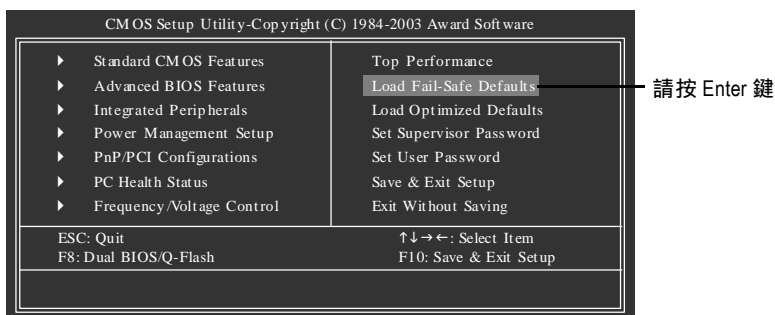 CMOS Setup Utility-Copyright (C) 1984-2003 Award Software
Standard CMOS Features
Advanced BIOS Features
Integrated Peripherals
Power Management Setup
PnP/PCI Configurations
PC Health Status
Frequency/Voltage Control
Top Performance
Load Fail-Safe Defaults
請按 Enter 鍵
Load Optimized Defaults
Set Supervisor Password
Set User Password
Save & Exit Setup
Exit Without Saving
ESC: Quit
↑↓→←: Select Item
F8: Dual BIOS/Q-Flash
F10: Save & Exit Setup